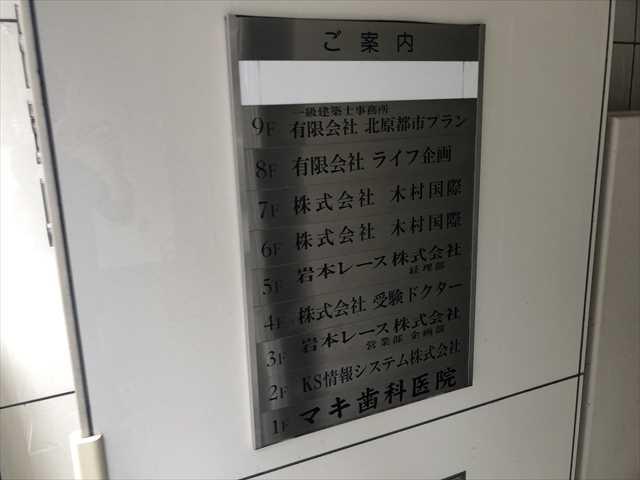 ご案内
一級建築士事務所
9F 有限会社 北原都市プラン
8F 有限会社 ライフ企画
7F 株式会社 木村国際
6F 株式会社 木村国際
5F 岩本レース株式会社
経理部
4F 株式会社 受験ドクター
3F 岩本レース株式会社
営業部 企画部
2F KS情報システム株式会社
1F マキ歯科医院